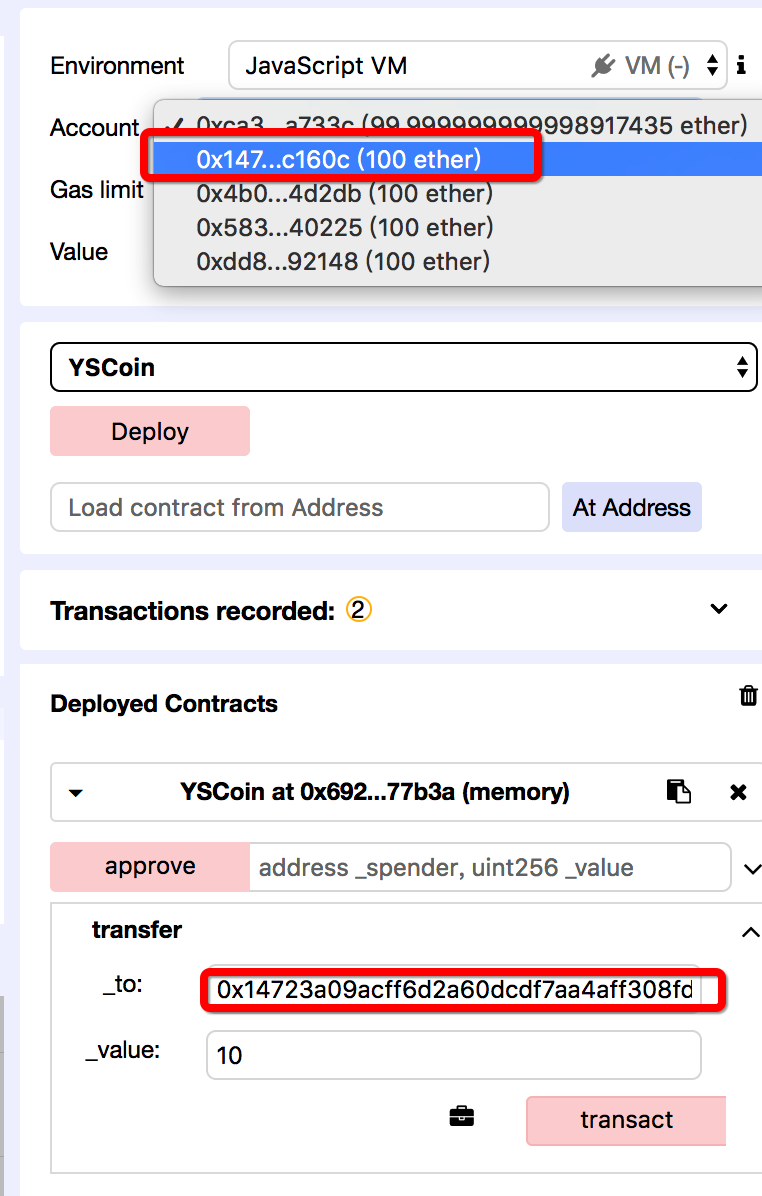 Environment JavaScript VM VM (-)
Account 0xca3...a733c (99.999999999998917435 ether)
0x147...c160c (100 ether)
Gas limit 0x4b0...4d2db (100 ether)
0x583...40225 (100 ether)
Value 0xdd8...92148 (100 ether)
YSCoin
Deploy
Load contract from Address At Address
Transactions recorded: 2
Deployed Contracts
YSCoin at 0x692...77b3a (memory)
approve address _spender, uint256 _value
transfer
_to: 0x14723a09acff6d2a60dcdf7aa4aff308fd
_value: 10
transact